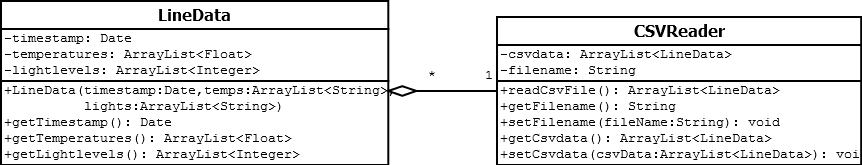 LineData
-timestamp: Date
-temperatures: ArrayList<Float>
-lightlevels: ArrayList<Integer>
+LineData(timestamp:Date,temps:ArrayList<String>,
lights:ArrayList<String>)
+getTimestamp(): Date
+getTemperatures(): ArrayList<Float>
+getLightlevels(): ArrayList<Integer>
* 1
CSVReader
-csvdata: ArrayList<LineData>
-filename: String
+readCsvFile(): ArrayList<LineData>
+getFilename(): String
+setFilename(fileName:String): void
+getCsvdata(): ArrayList<LineData>
+setCsvdata(csvData:ArrayList<LineData>): voi